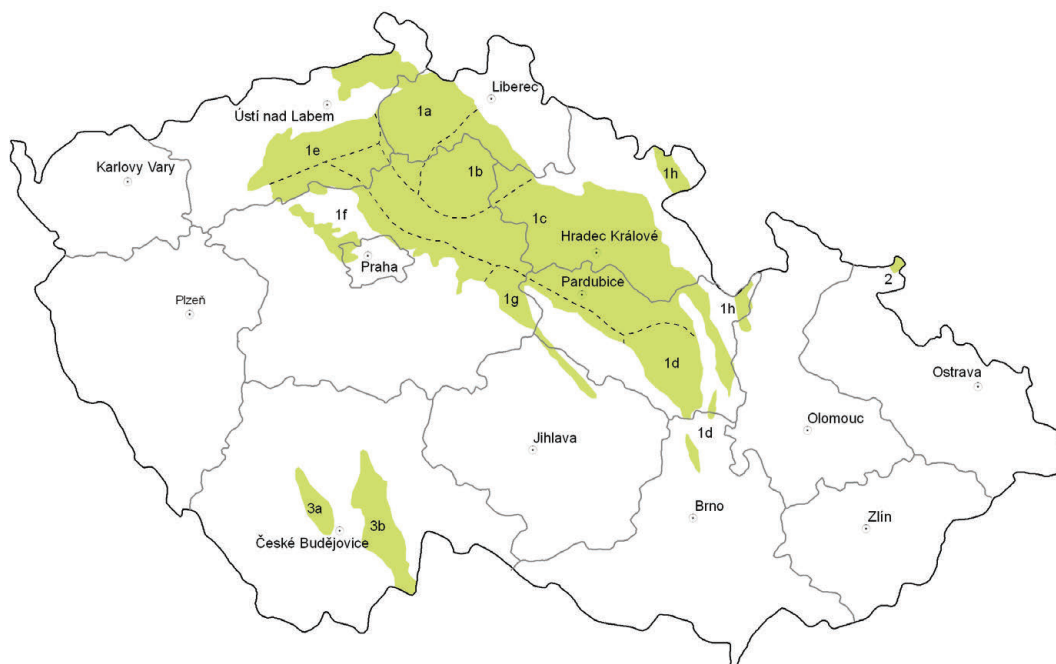 Liberec
1a
Ústí nad Labem
1e
Karlovy Vary
1b
1h
1f
1c
Hradec Králové
Praha
Pardubice
2
1h
1g
Plzeň
1d
Ostrava
Olomouc
1d
Jihlava
3a
3b
Brno
Zlín
České Budějovice